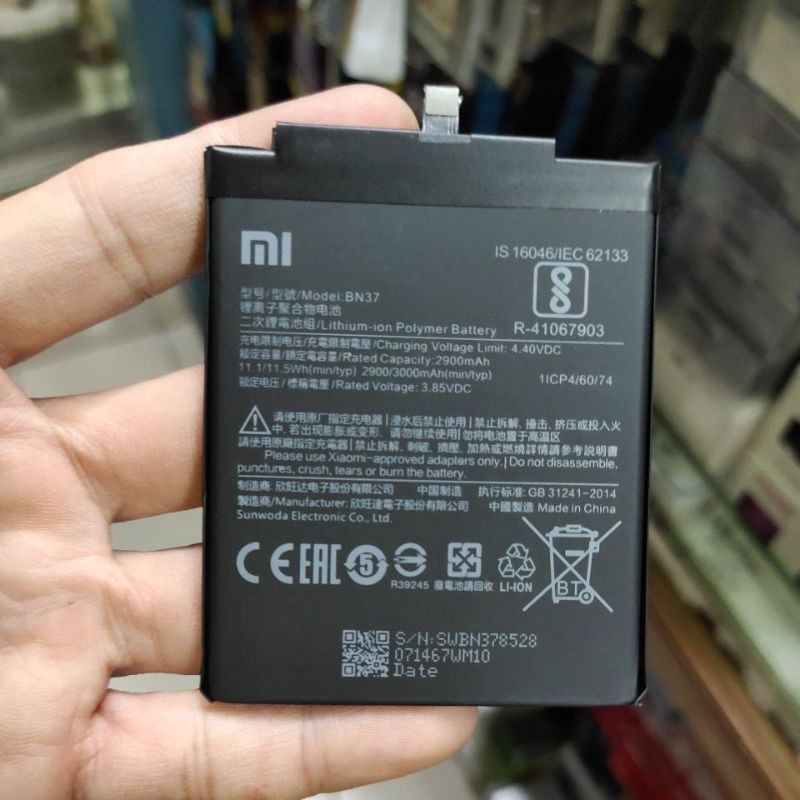 mi
IS 16046/IEC 62133
R-41067903
型号/型號/Model: BN37
锂离子聚合物电池
二次鋰電池組/Lithium-ion Polymer Battery
充电限制电压/充電限制電壓/Charging Voltage Limit: 4.40VDC
额定容量/額定電容量/Rated Capacity: 2900mAh
11.1/11.5Wh(min/typ) 2900/3000mAh(min/typ) 1ICP4/60/74
额定电压/標稱電壓/Rated Voltage: 3.85VDC
请使用原厂指定充电器|浸水后禁止使用|禁止拆解、撞击、挤压或投入火
中.若出现膨胀或变形,请勿继续使用|勿将电池置于高温区
請使用原廠指定充電器|禁止拆解、刺破、擠壓、加熱或燃燒詳情請參考說明書
Please use Xiaomi-approved adapters only.|Do not disassemble,
punctures, crush, tears or burn the battery.
制造商: 欣旺达电子股份有限公司 中国制造 执行标准: GB 31241-2014
製造商/Manufacturer: 欣旺達電子股份有限公司 中國製造 Made in China
Sunwoda Electronic Co., Ltd.
CE EAC 5 R39245 廢電池請回收 LI-ION BT
S/N:SWBN378528
071467WM10
Date